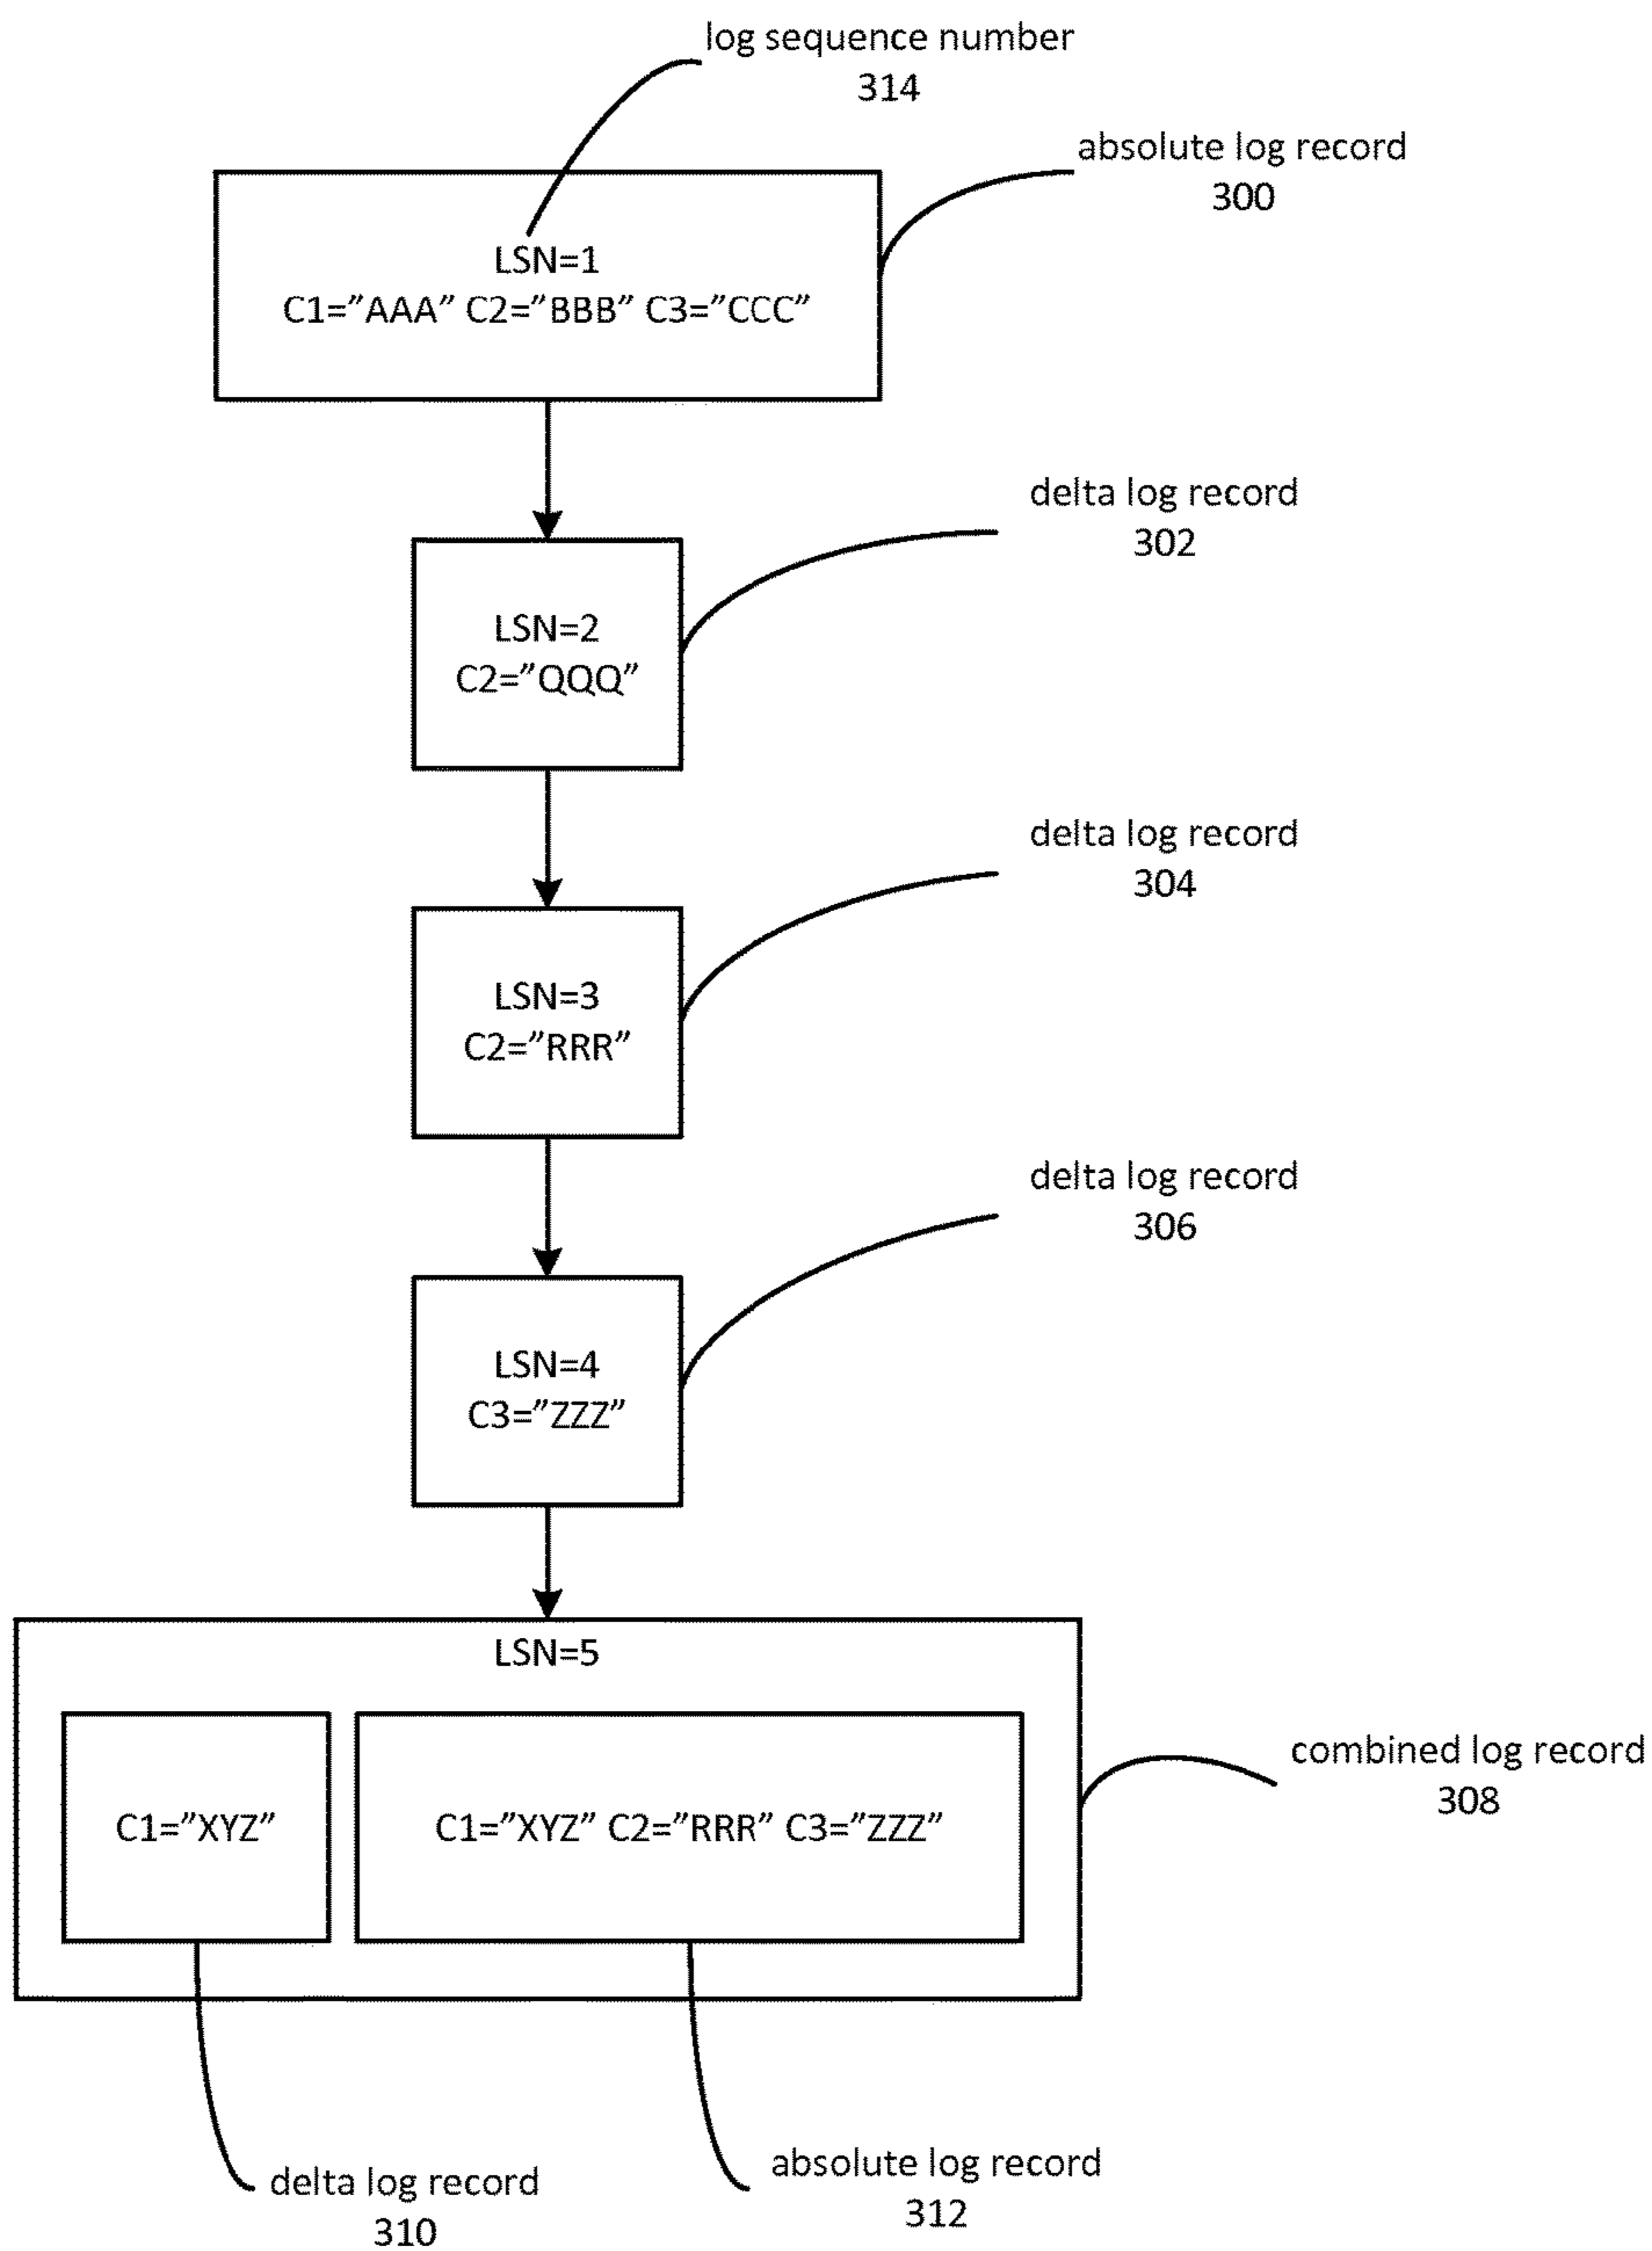 log sequence number
314
absolute log record
300
LSN=1
C1=”AAA” C2=”BBB” C3=”CCC”
delta log record
302
LSN=2
C2=”QQQ”
delta log record
304
LSN=3
C2=”RRR”
delta log record
306
LSN=4
C3=”ZZZ”
LSN=5
combined log record
308
C1=”XYZ”
C1=”XYZ” C2=”RRR” C3=”ZZZ”
delta log record
310
absolute log record
312